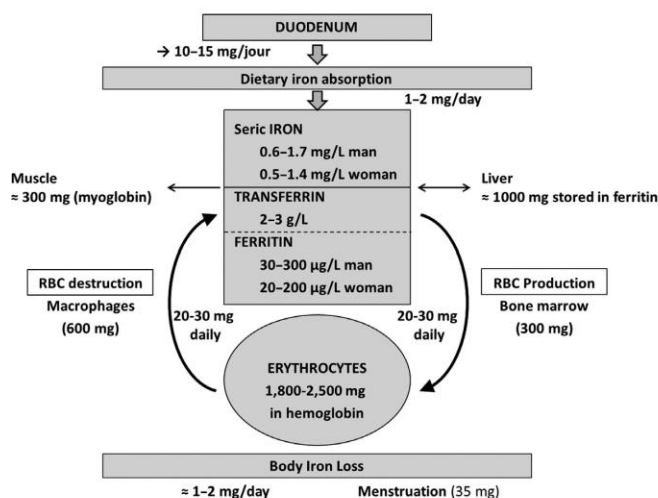 DUODENUM
→ 10–15 mg/jour
Dietary iron absorption
1–2 mg/day
Seric IRON
0.6–1.7 mg/L man
0.5–1.4 mg/L woman
Muscle
≈ 300 mg (myoglobin)
Liver
≈ 1000 mg stored in ferritin
TRANSFERRIN
2–3 g/L
FERRITIN
30–300 µg/L man
20–200 µg/L woman
RBC destruction
Macrophages
(600 mg)
20-30 mg
daily
20-30 mg
daily
RBC Production
Bone marrow
(300 mg)
ERYTHROCYTES
1,800-2,500 mg
in hemoglobin
Body Iron Loss
≈ 1–2 mg/day
Menstruation (35 mg)